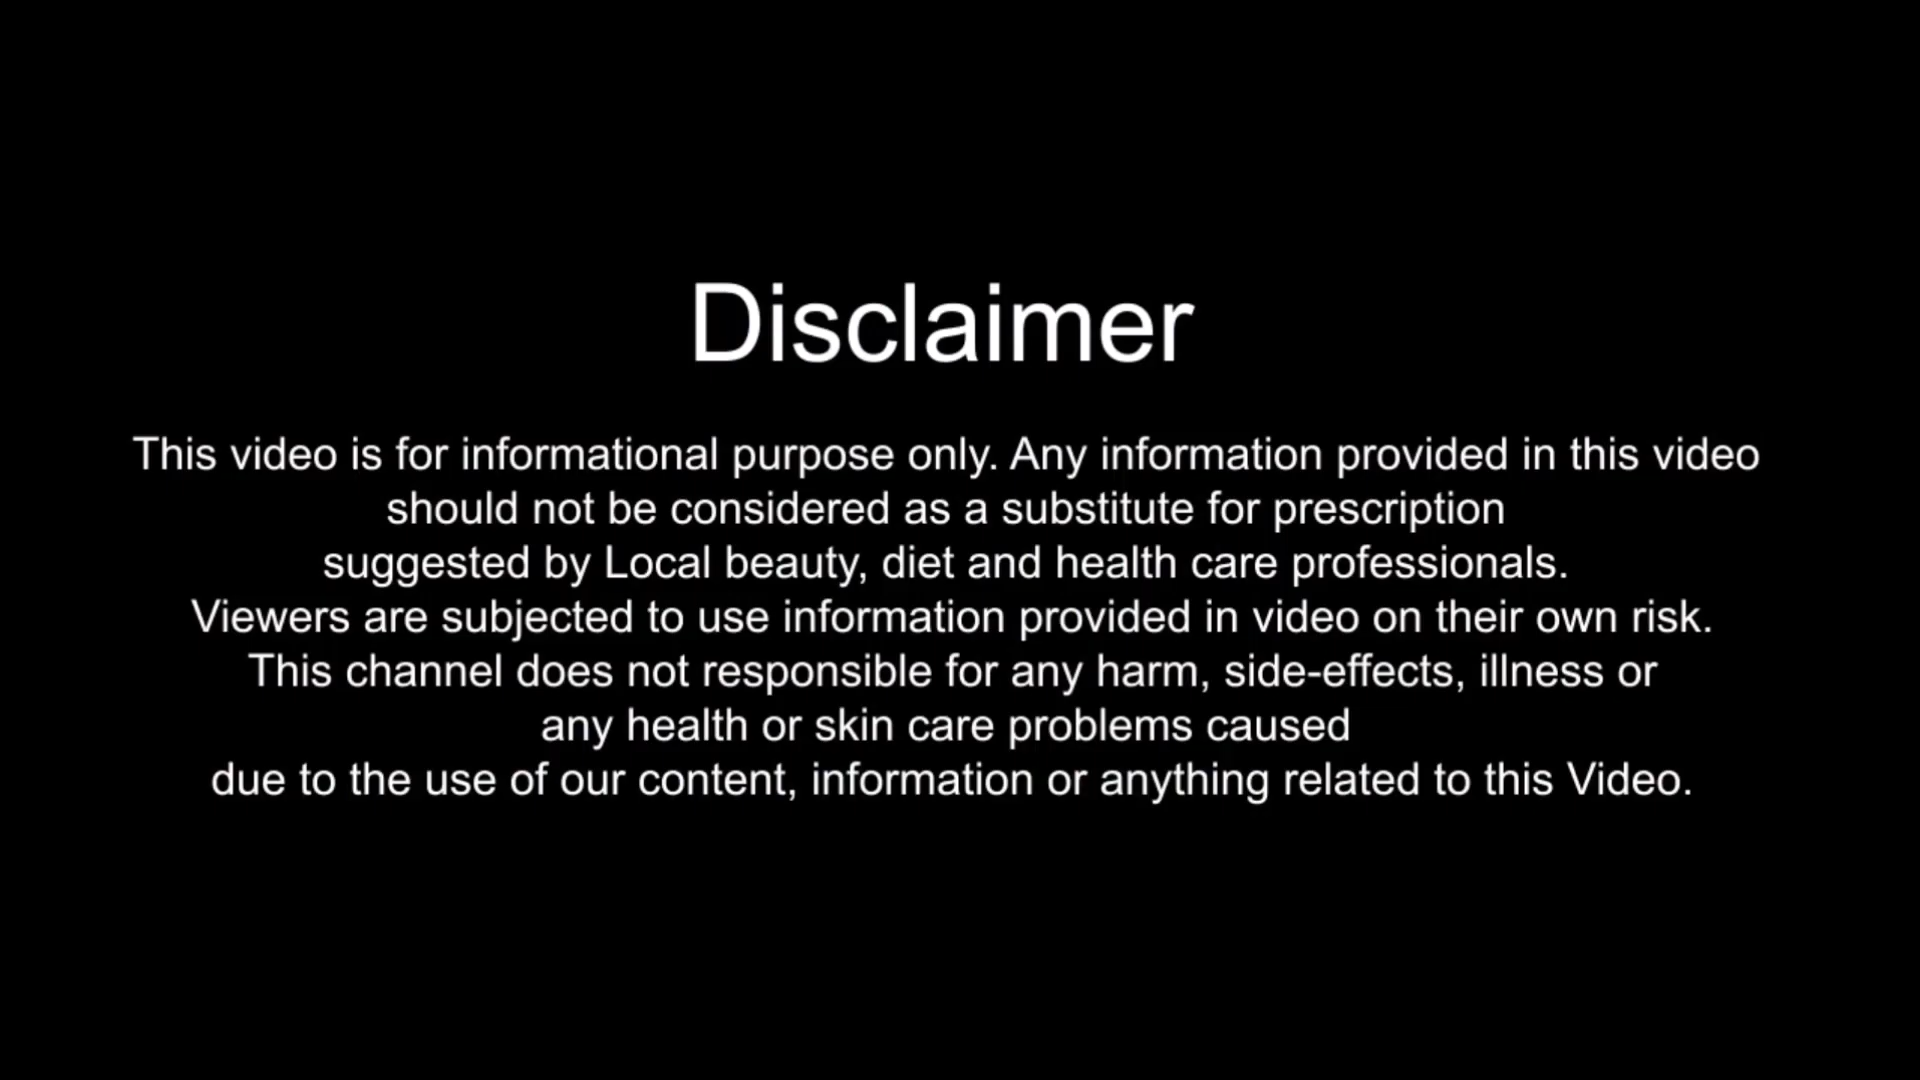 Disclaimer
This video is for informational purpose only. Any information provided in this video
should not be considered as a substitute for prescription
suggested by Local beauty, diet and health care professionals.
Viewers are subjected to use information provided in video on their own risk.
This channel does not responsible for any harm, side-effects, illness or
any health or skin care problems caused
due to the use of our content, information or anything related to this Video.